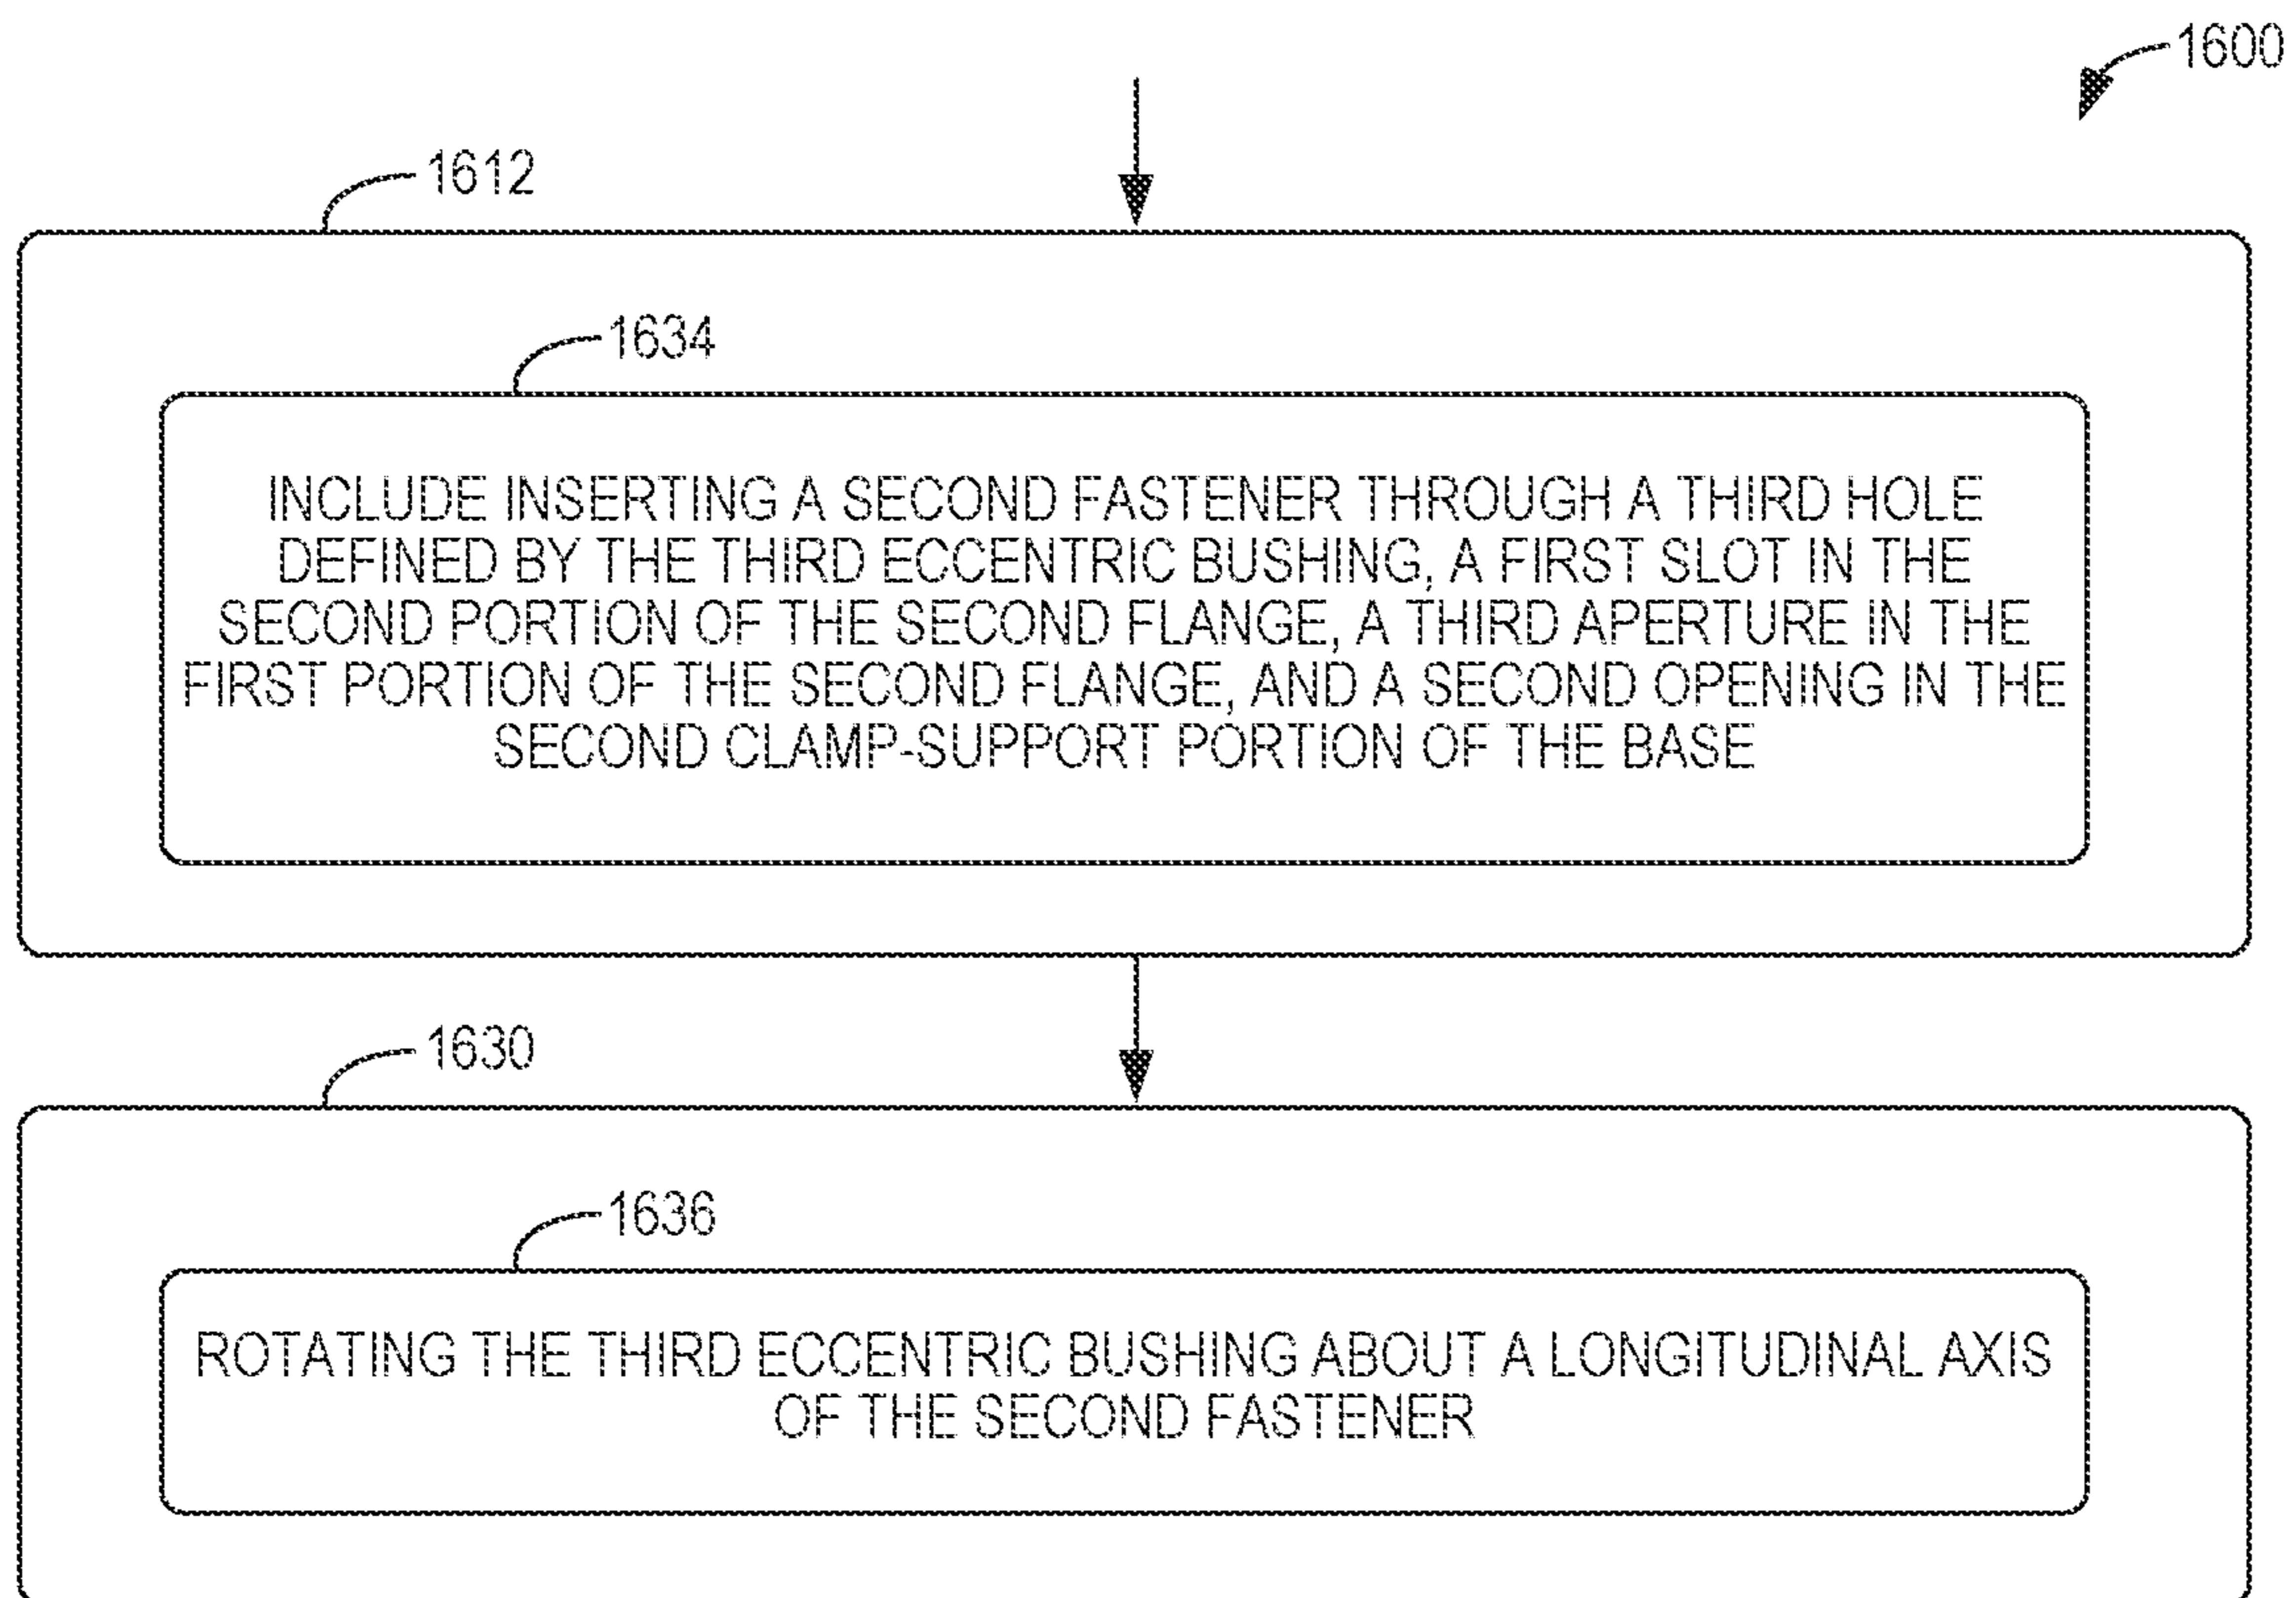 1600
1612
1634
INCLUDE INSERTING A SECOND FASTENER THROUGH A THIRD HOLE
DEFINED BY THE THIRD ECCENTRIC BUSHING, A FIRST SLOT IN THE
SECOND PORTION OF THE SECOND FLANGE, A THIRD APERTURE IN THE
FIRST PORTION OF THE SECOND FLANGE, AND A SECOND OPENING IN THE
SECOND CLAMP-SUPPORT PORTION OF THE BASE
1630
1636
ROTATING THE THIRD ECCENTRIC BUSHING ABOUT A LONGITUDINAL AXIS
OF THE SECOND FASTENER